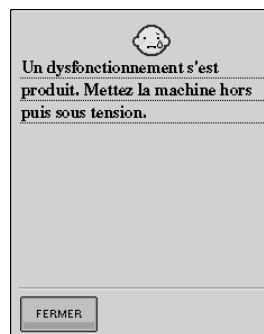 Un dysfonctionnement s'est
produit. Mettez la machine hors
puis sous tension.
FERMER